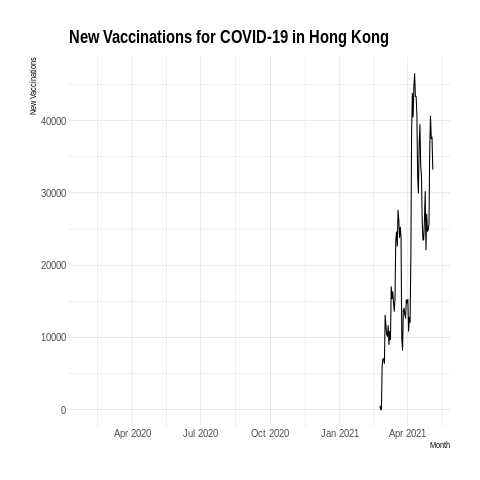 New Vaccinations for COVID-19 in Hong Kong
New Vaccinations
40000
30000
20000
10000
0
Apr 2020 Jul 2020 Oct 2020 Jan 2021 Apr 2021
Month